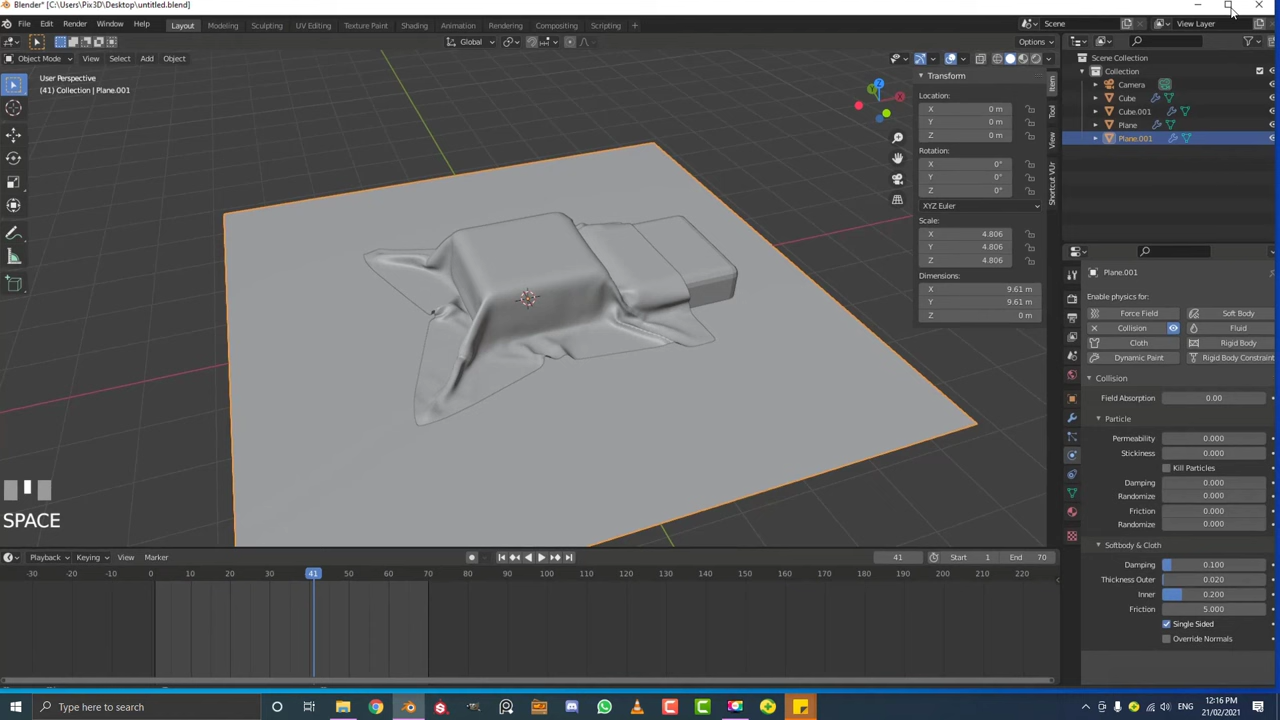 Blender* [C:\Users\Pix3D\Desktop\untitled.blend]
File Edit Render Window Help Layout Modeling Sculpting UV Editing Texture Paint Shading Animation Rendering Compositing Scripting + Scene View Layer
Global Options
Object Mode View Select Add Object
User Perspective
(41) Collection | Plane.001
Z
X
Y
Item
Tool
View
Shortcut VUr
Transform
Location:
X 0 m
Y 0 m
Z 0 m
Rotation:
X 0°
Y 0°
Z 0°
XYZ Euler
Scale:
X 4.806
Y 4.806
Z 4.806
Dimensions:
X 9.61 m
Y 9.61 m
Z 0 m
Scene Collection
Collection
Camera
Cube
Cube.001
Plane
Plane.001
Plane.001
Enable physics for:
Force Field Soft Body
Collision Fluid
Cloth Rigid Body
Dynamic Paint Rigid Body Constraint
Collision
Field Absorption 0.00
Particle
Permeability 0.000
Stickiness 0.000
Kill Particles
Damping 0.000
Randomize 0.000
Friction 0.000
Randomize 0.000
Softbody & Cloth
Damping 0.100
Thickness Outer 0.020
Inner 0.200
Friction 5.000
Single Sided
Override Normals
SPACE
Playback Keying View Marker 41 Start 1 End 70
-30 -20 -10 0 10 20 30 41 50 60 70 80 90 100 110 120 130 140 150 160 170 180 190 200 210 220
Type here to search
ENG
12:16 PM
21/02/2021